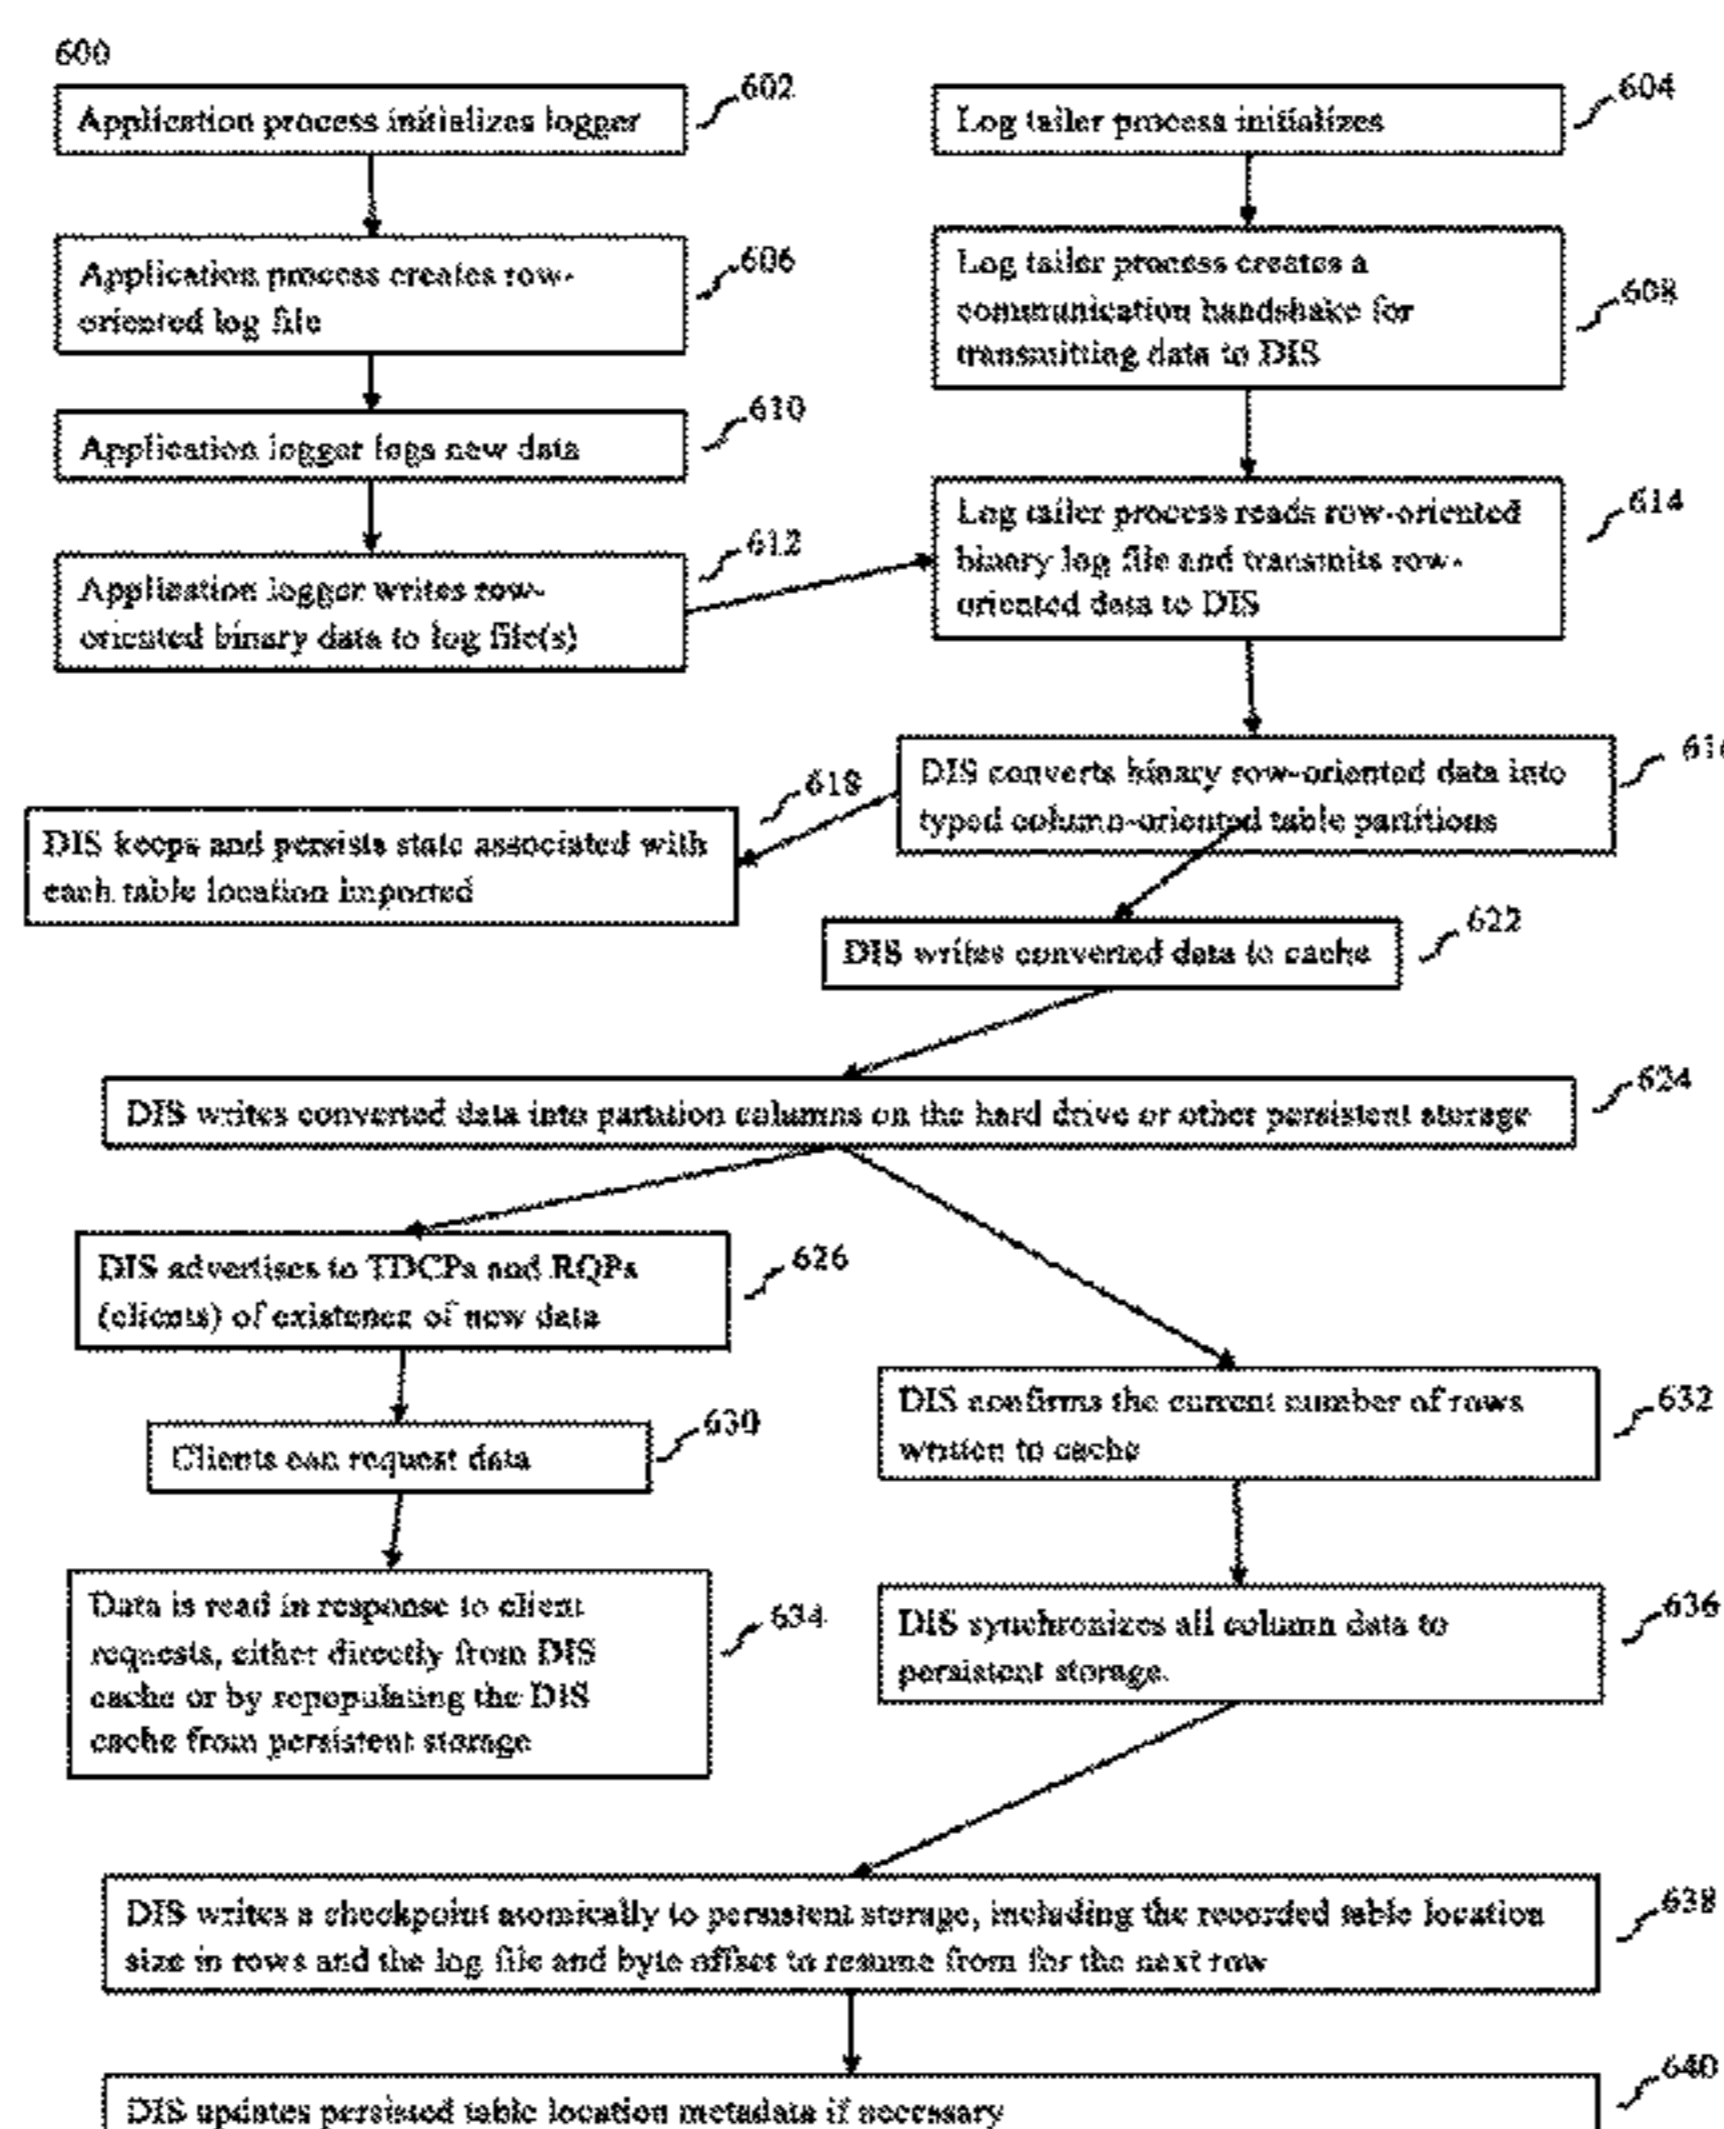 600
Application process initializes logger
602
Log tailer process initializes
604
Application process creates row-
oriented log file
606
Log tailer process creates a
communication handshake for
transmitting data to DIS
608
Application logger logs new data
610
Application logger writes row-
oriented binary data to log file(s)
612
Log tailer process reads row-oriented
binary log file and transmits row-
oriented data to DIS
614
DIS converts binary row-oriented data into
typed column-oriented table partitions
616
DIS keeps and persists state associated with
each table location imported
618
DIS writes converted data to cache
622
DIS writes converted data into partation columns on the hard drive or other persistent storage
624
DIS advertises to TDCPs and RQPs
(clients) of existence of new data
626
Clients can request data
630
DIS confirms the current number of rows
written to cache
632
Data is read in response to client
requests, either directly from DIS
cache or by repopulating the DIS
cache from persistent storage
634
DIS synchronizes all column data to
persistent storage.
636
DIS writes a checkpoint atomically to persistent storage, including the recorded table location
size in rows and the log file and byte offset to resume from for the next row
638
DIS updates persisted table location metadata if necessary
640